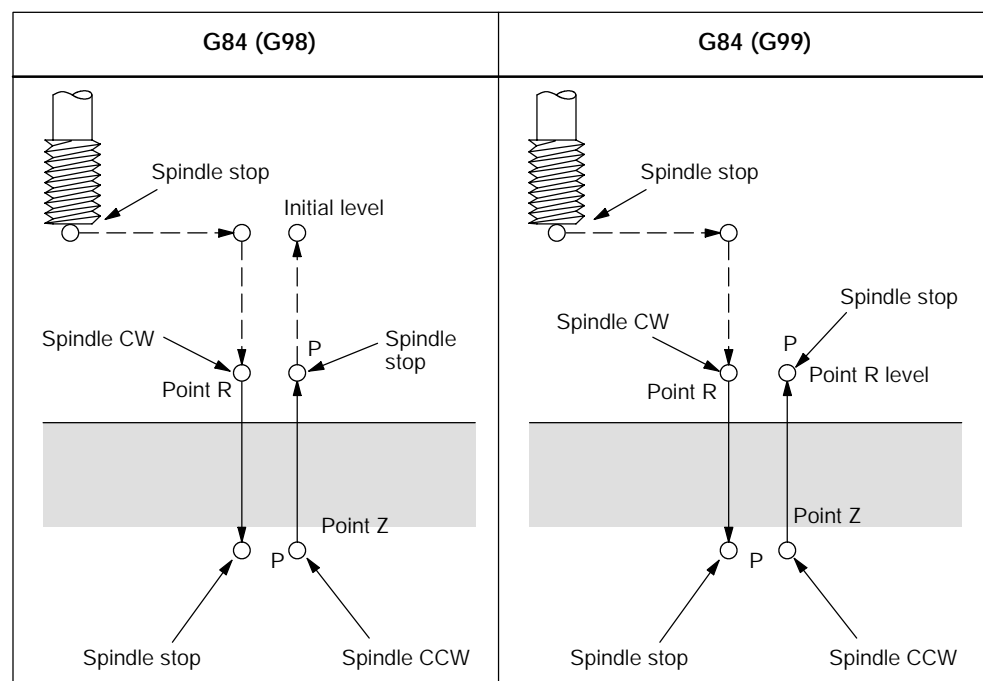 G84 (G98)
Spindle stop
Initial level
Spindle CW
P
Spindle
stop
Point R
Point Z
P
Spindle stop
Spindle CCW
G84 (G99)
Spindle stop
Spindle stop
Spindle CW
P
Point R
Point R level
Point Z
P
Spindle stop
Spindle CCW